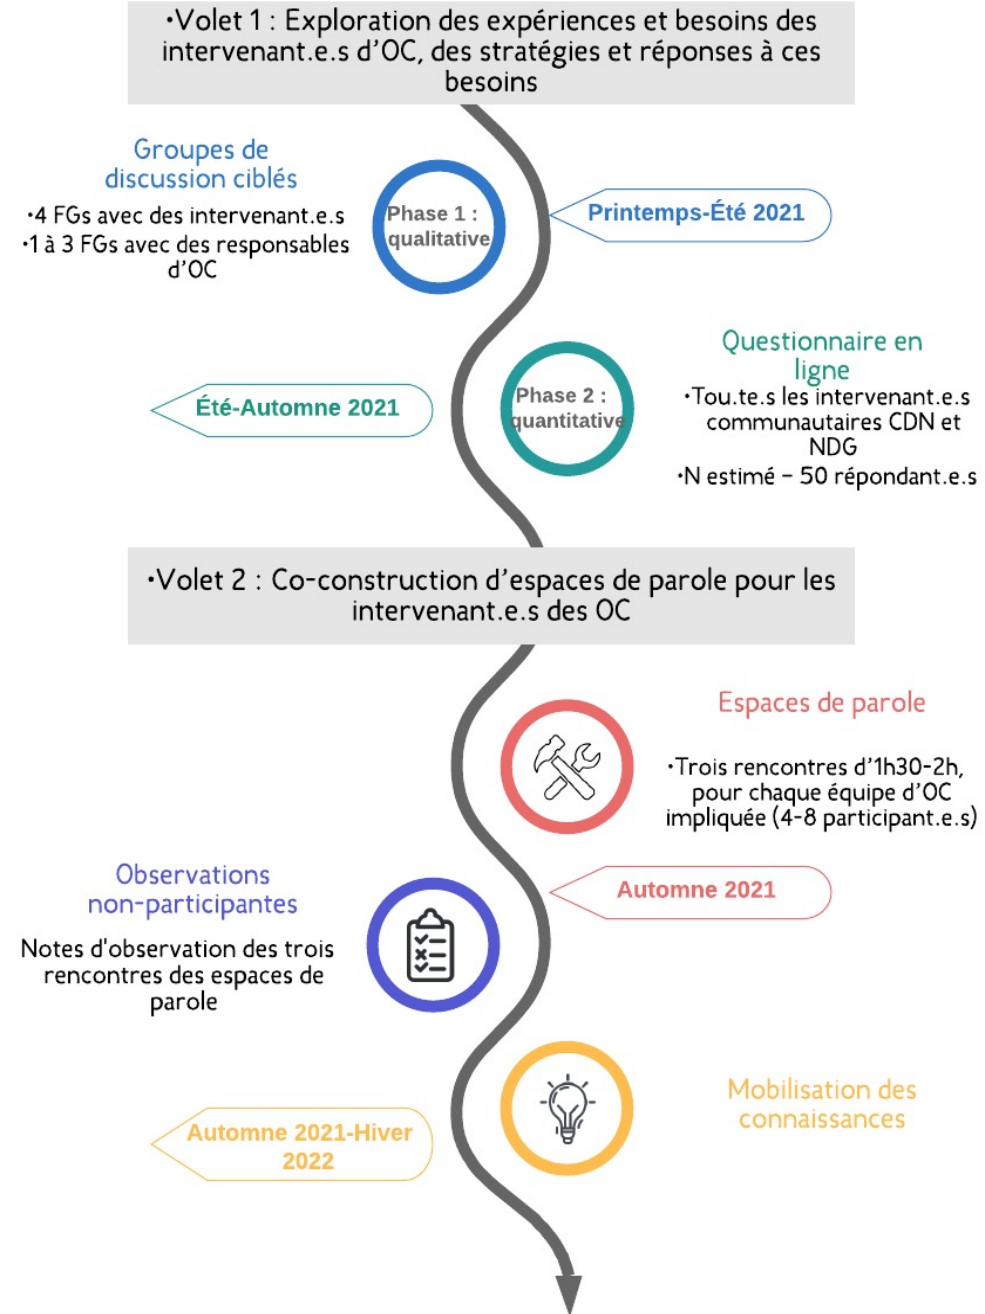 •Volet 1 : Exploration des expériences et besoins des
intervenant.e.s d’OC, des stratégies et réponses à ces
besoins
Groupes de
discussion ciblés
•4 FGs avec des intervenant.e.s
•1 à 3 FGs avec des responsables
d’OC
Phase 1 :
qualitative
Printemps-Été 2021
Été-Automne 2021
Phase 2 :
quantitative
Questionnaire en
ligne
•Tou.te.s les intervenant.e.s
communautaires CDN et
NDG
•N estimé – 50 répondant.e.s
•Volet 2 : Co-construction d’espaces de parole pour les
intervenant.e.s des OC
Espaces de parole
•Trois rencontres d’1h30-2h,
pour chaque équipe d’OC
impliquée (4-8 participant.e.s)
Automne 2021
Observations
non-participantes
Notes d'observation des trois
rencontres des espaces de
parole
Mobilisation des
connaissances
Automne 2021-Hiver
2022